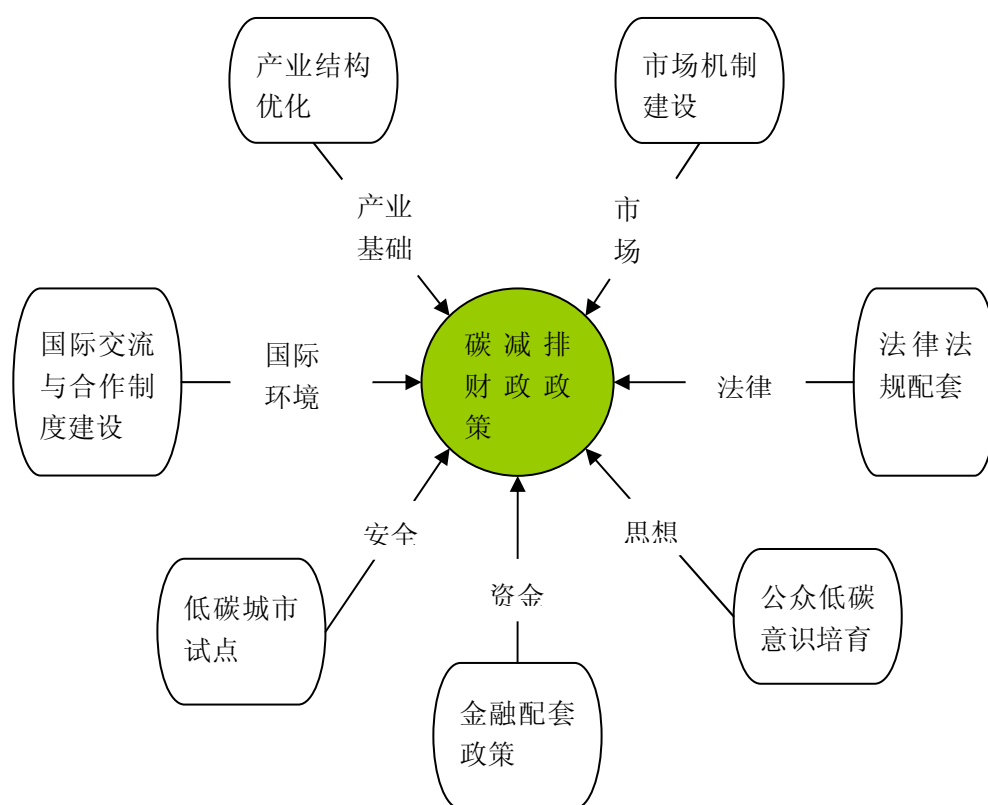 产业结构
优化
市场机制
建设
产业
基础
市
场
国际交流
与合作制
度建设
国际
环境
碳减排
财政政
策
法律
法律法
规配套
安全
思想
低碳城市
试点
资金
公众低碳
意识培育
金融配套
政策